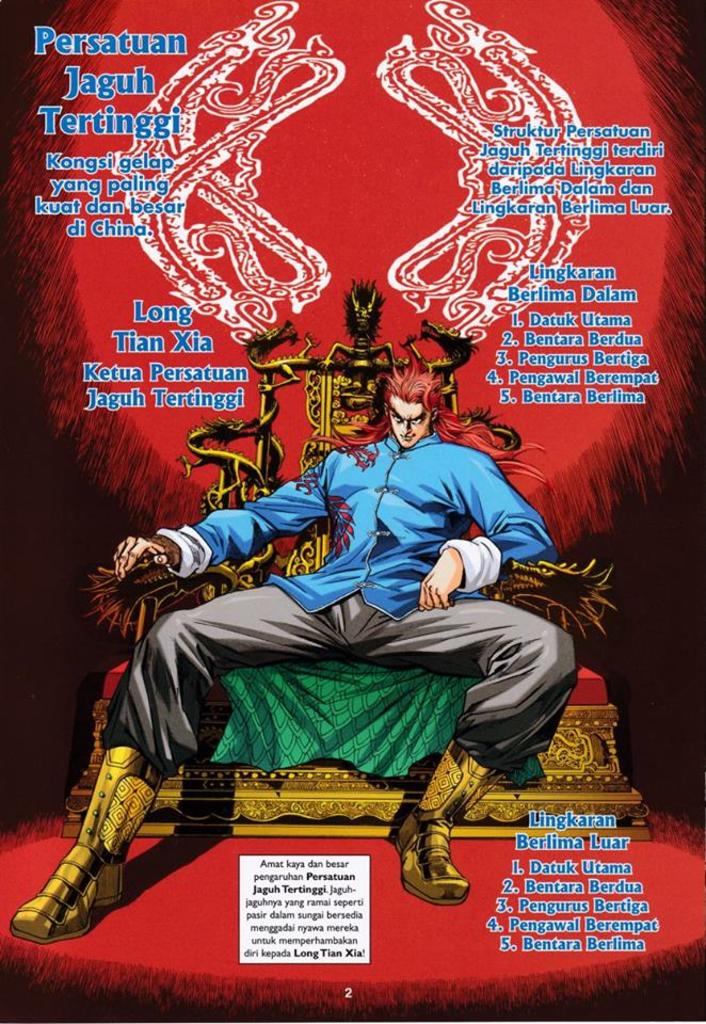 Persatuan
Jaguh
Tertinggi
Kongsi gelap
yang paling
kuat dan besar
di China.
Struktur Persatuan
Jaguh Tertinggi terdiri
daripada Lingkaran
Berlima Dalam dan
Lingkaran Berlima Luar.
Lingkaran
Berlima Dalam
1. Datuk Utama
2. Bentara Berdua
3. Pengurus Bertiga
4. Pengawal Berempat
5. Bentara Berlima
Long
Tian Xia
Ketua Persatuan
Jaguh Tertinggi
Lingkaran
Berlima Luar
1. Datuk Utama
2. Bentara Berdua
3. Pengurus Bertiga
4. Pengawal Berempat
5. Bentara Berlima
Amat kaya dan besar
pengaruhan Persatuan
Jaguh Tertinggi. Jaguh-
jaguhnya yang ramai seperti
pasir dalam sungai bersedia
menggadai nyawa mereka
untuk memperhambakan
diri kepada Long Tian Xia!
2